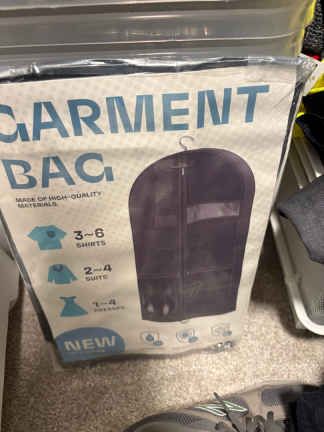 GARMENT
BAG
MADE OF HIGH-QUALITY
MATERIALS.
3~6
SHIRTS
2~4
SUITS
1~4
DRESSES
NEW